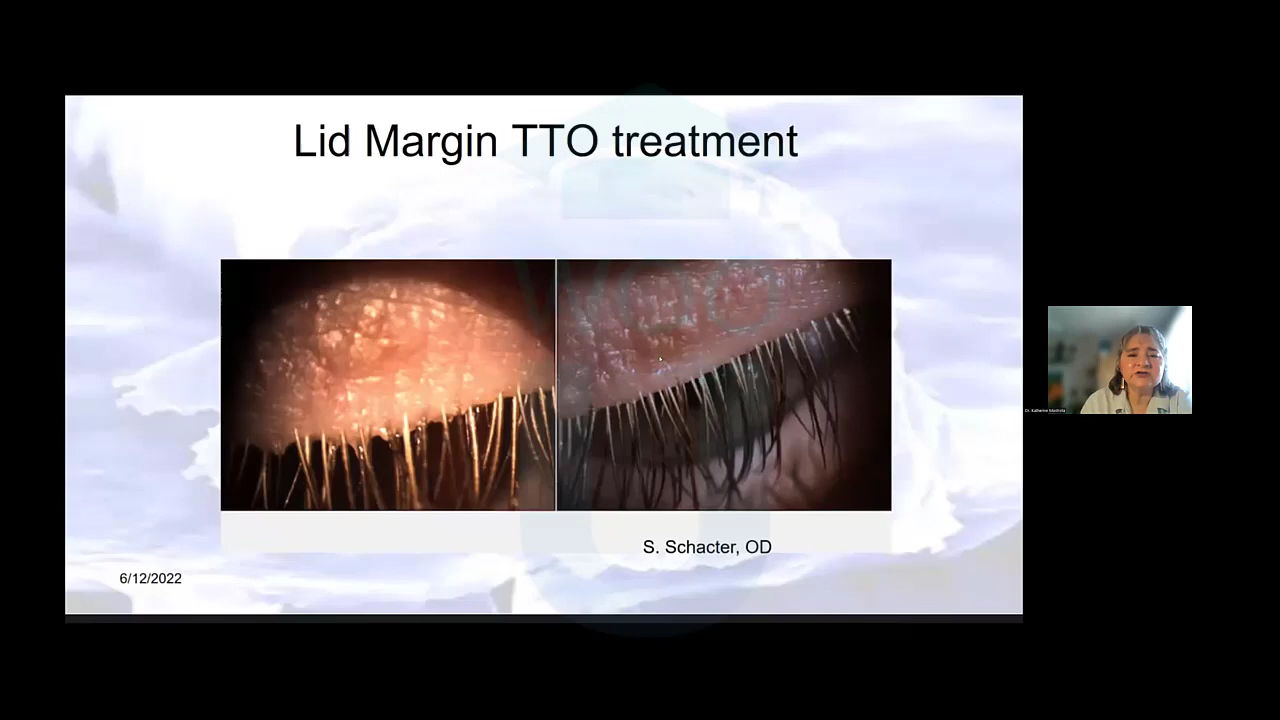 Lid Margin TTO treatment
S. Schacter, OD
6/12/2022